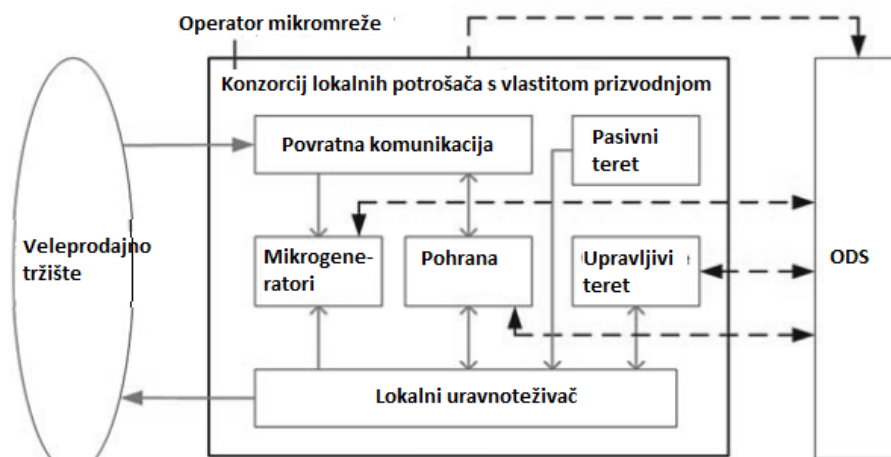 Operator mikromreže
Konzorcij lokalnih potrošača s vlastitom prizvodnjom
Povratna komunikacija
Pasivni
teret
Veleprodajno
tržište
Mikrogene-
ratori
Pohrana
Upravljivi
teret
ODS
Lokalni uravnoteživač